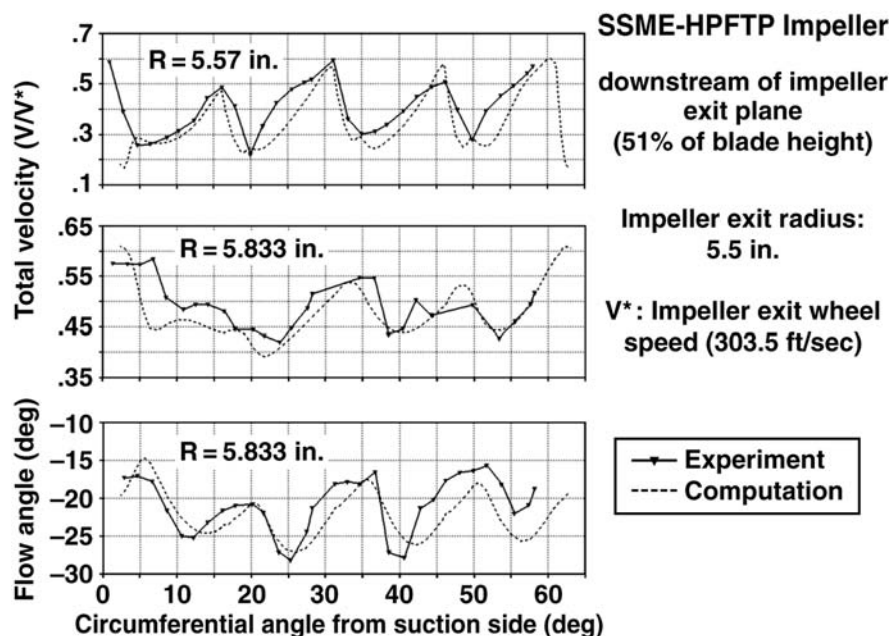 SSME-HPFTP Impeller
downstream of impeller
exit plane
(51% of blade height)
Impeller exit radius:
5.5 in.
V*: Impeller exit wheel
speed (303.5 ft/sec)
Experiment
Computation
Total velocity (V/V*)
.7
.5
.3
.1
R = 5.57 in.
.65
.55
.45
.35
R = 5.833 in.
Flow angle (deg)
−10
−15
−20
−25
−30
R = 5.833 in.
0 10 20 30 40 50 60
Circumferential angle from suction side (deg)